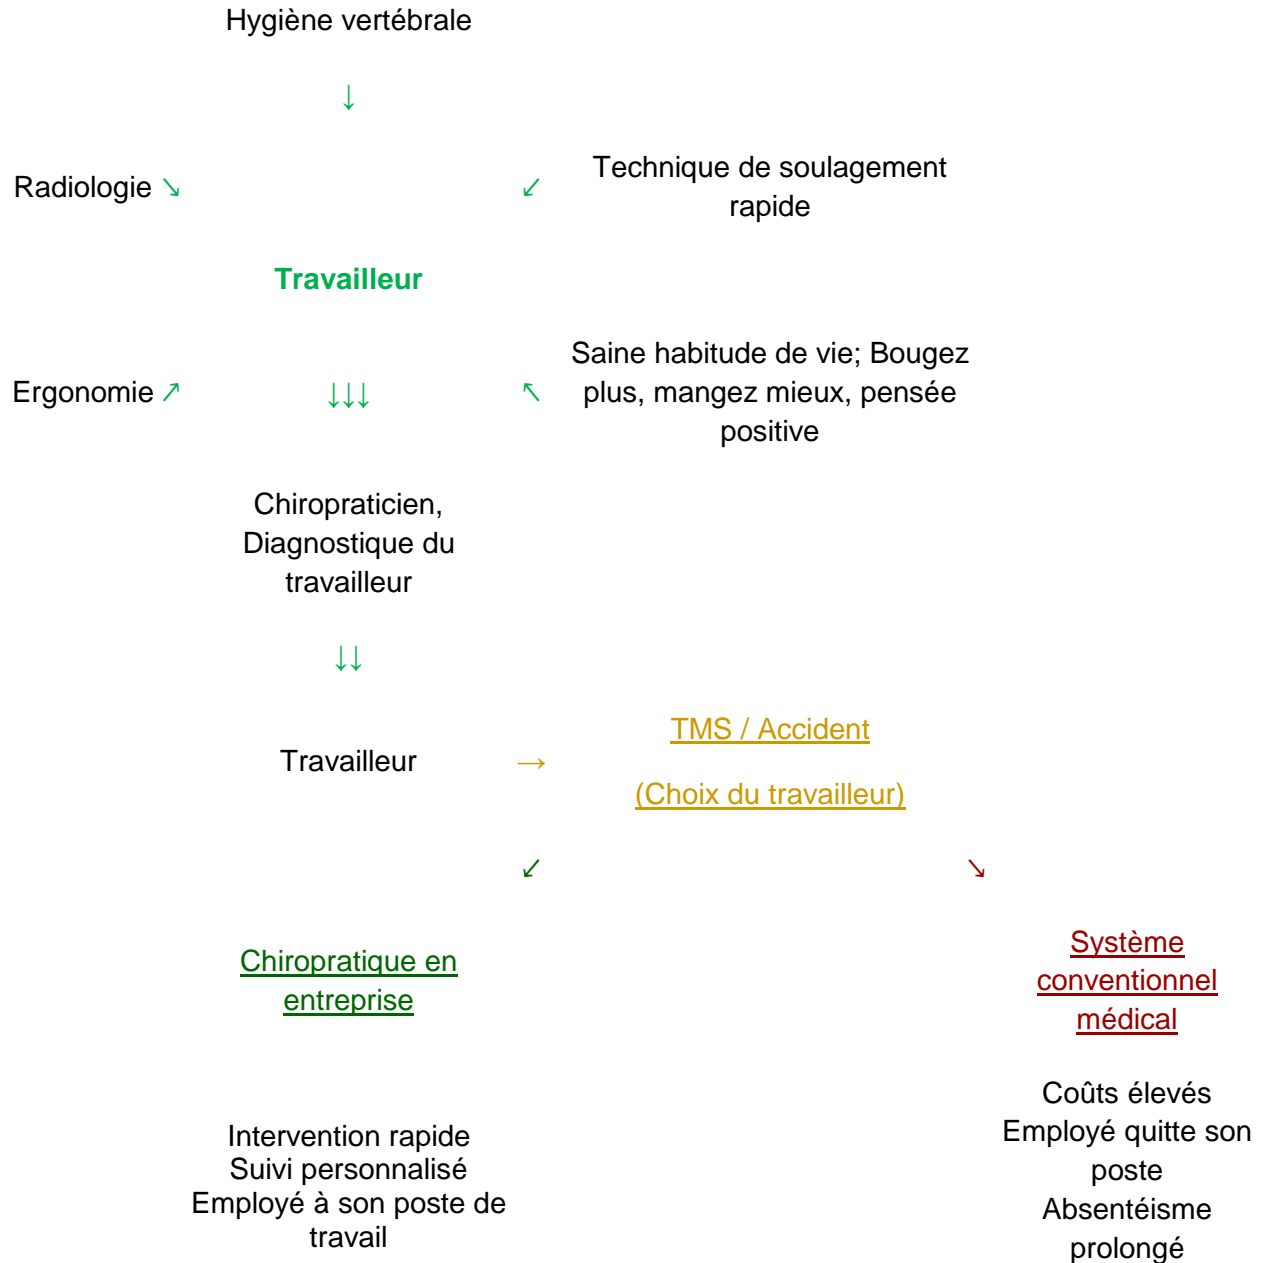 Hygiène vertébrale
↓
Radiologie ↘
↙ Technique de soulagement
rapide
Travailleur
Ergonomie ↗
↓↓↓
↖ Saine habitude de vie; Bougez
plus, mangez mieux, pensée
positive
Chiropraticien,
Diagnostique du
travailleur
↓↓
Travailleur →
TMS / Accident
(Choix du travailleur)
↙ ↘
Chiropratique en
entreprise
Intervention rapide
Suivi personnalisé
Employé à son poste de
travail
Système
conventionnel
médical
Coûts élevés
Employé quitte son
poste
Absentéisme
prolongé